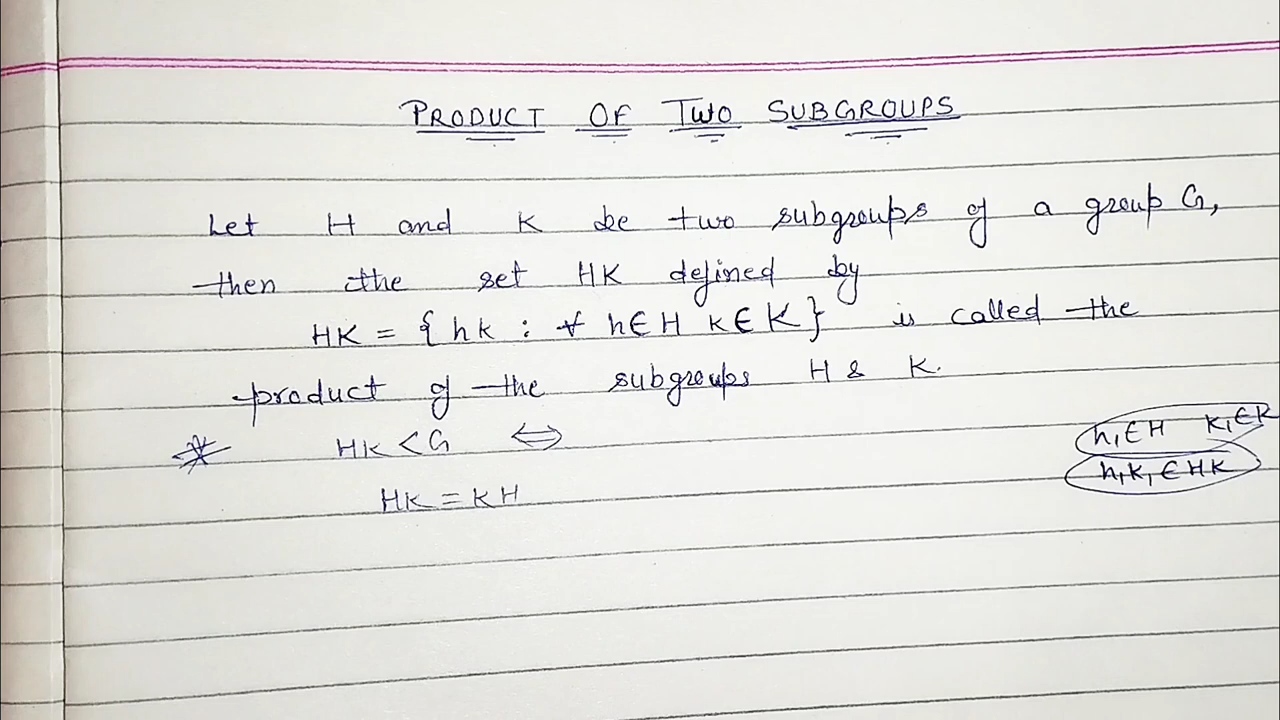 PRODUCT OF TWO SUBGROUPS
Let H and K be two subgroups of a group G,
then the set HK defined by
HK = { hk : ∀ h∈H k∈K } is called the
product of the subgroups H & K.
* HK < G ⇔
h₁∈H k₁∈K
h₁k₁∈HK
HK = KH